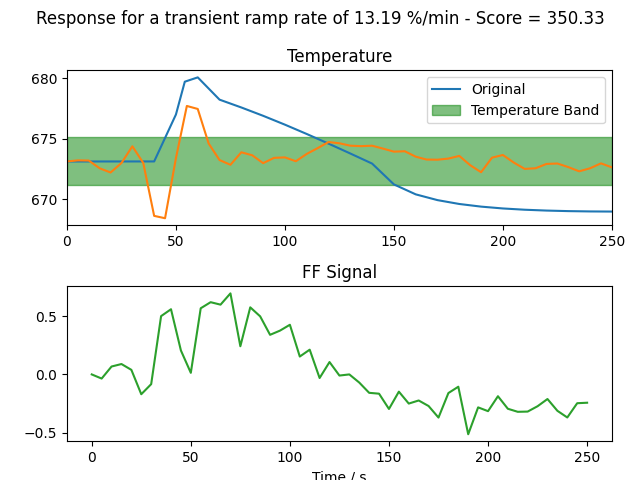 Response for a transient ramp rate of 13.19 %/min - Score = 350.33
Temperature
680
675
670
Original
Temperature Band
0 50 100 150 200 250
FF Signal
0.5
0.0
−0.5
0 50 100 150 200 250
Time / s